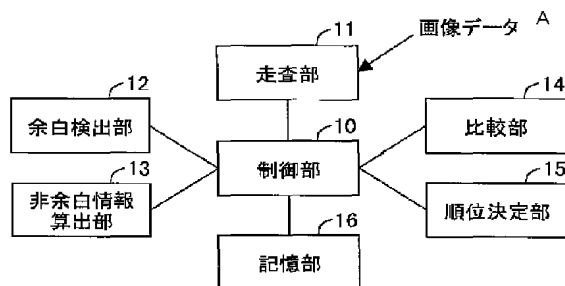 11
画像データ A
走査部
12
14
余白検出部
10
比較部
13
制御部
15
非余白情報
算出部
順位決定部
16
記憶部